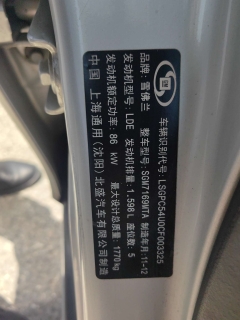 车辆识别代号：LSGPC54U0CF003325
品牌：雪佛兰 整车型号：SGM7169MTA 制造年月：11-12
发动机型号：LDE 发动机排量：1.598L 座位数：5
发动机额定功率：86 kW 最大设计总质量：1770kg
中国 上海通用（沈阳）北盛汽车有限公司制造